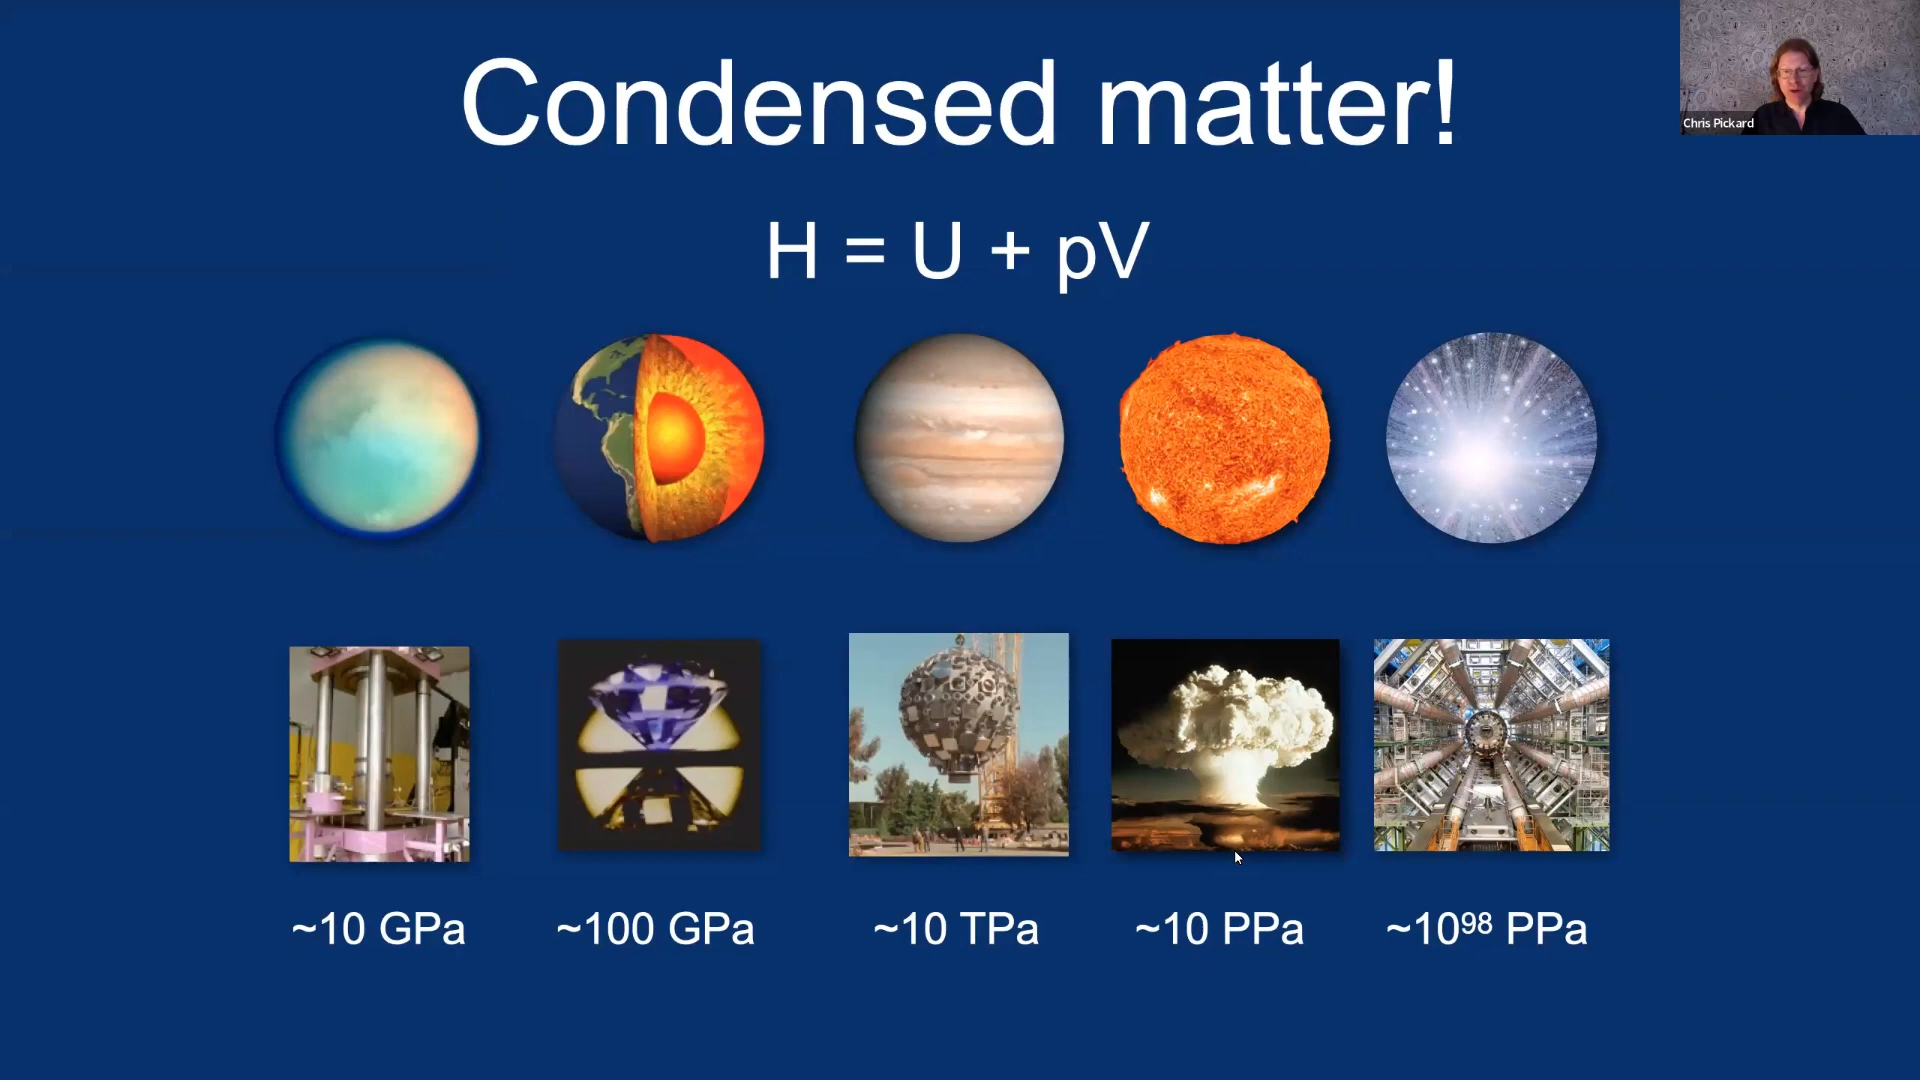 Condensed matter!
Chris Pickard
H = U + pV
~10 GPa
~100 GPa
~10 TPa
~10 PPa
~10⁹⁸ PPa